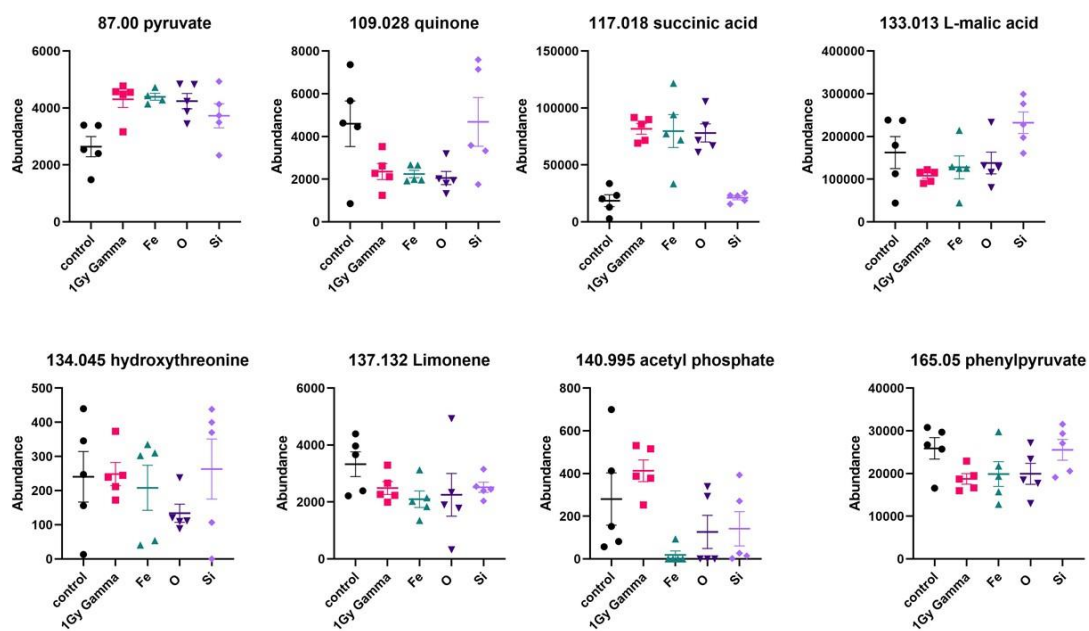 87.00 pyruvate
Abundance
6000
4000
2000
0
control
1Gy Gamma
Fe
O
Si
109.028 quinone
Abundance
8000
6000
4000
2000
0
control
1Gy Gamma
Fe
O
Si
117.018 succinic acid
Abundance
150000
100000
50000
0
control
1Gy Gamma
Fe
O
Si
133.013 L-malic acid
Abundance
400000
300000
200000
100000
0
control
1Gy Gamma
Fe
O
Si
134.045 hydroxythreonine
Abundance
500
400
300
200
100
0
control
1Gy Gamma
Fe
O
Si
137.132 Limonene
Abundance
6000
4000
2000
0
control
1Gy Gamma
Fe
O
Si
140.995 acetyl phosphate
Abundance
800
600
400
200
0
control
1Gy Gamma
Fe
O
Si
165.05 phenylpyruvate
Abundance
40000
30000
20000
10000
0
control
1Gy Gamma
Fe
O
Si